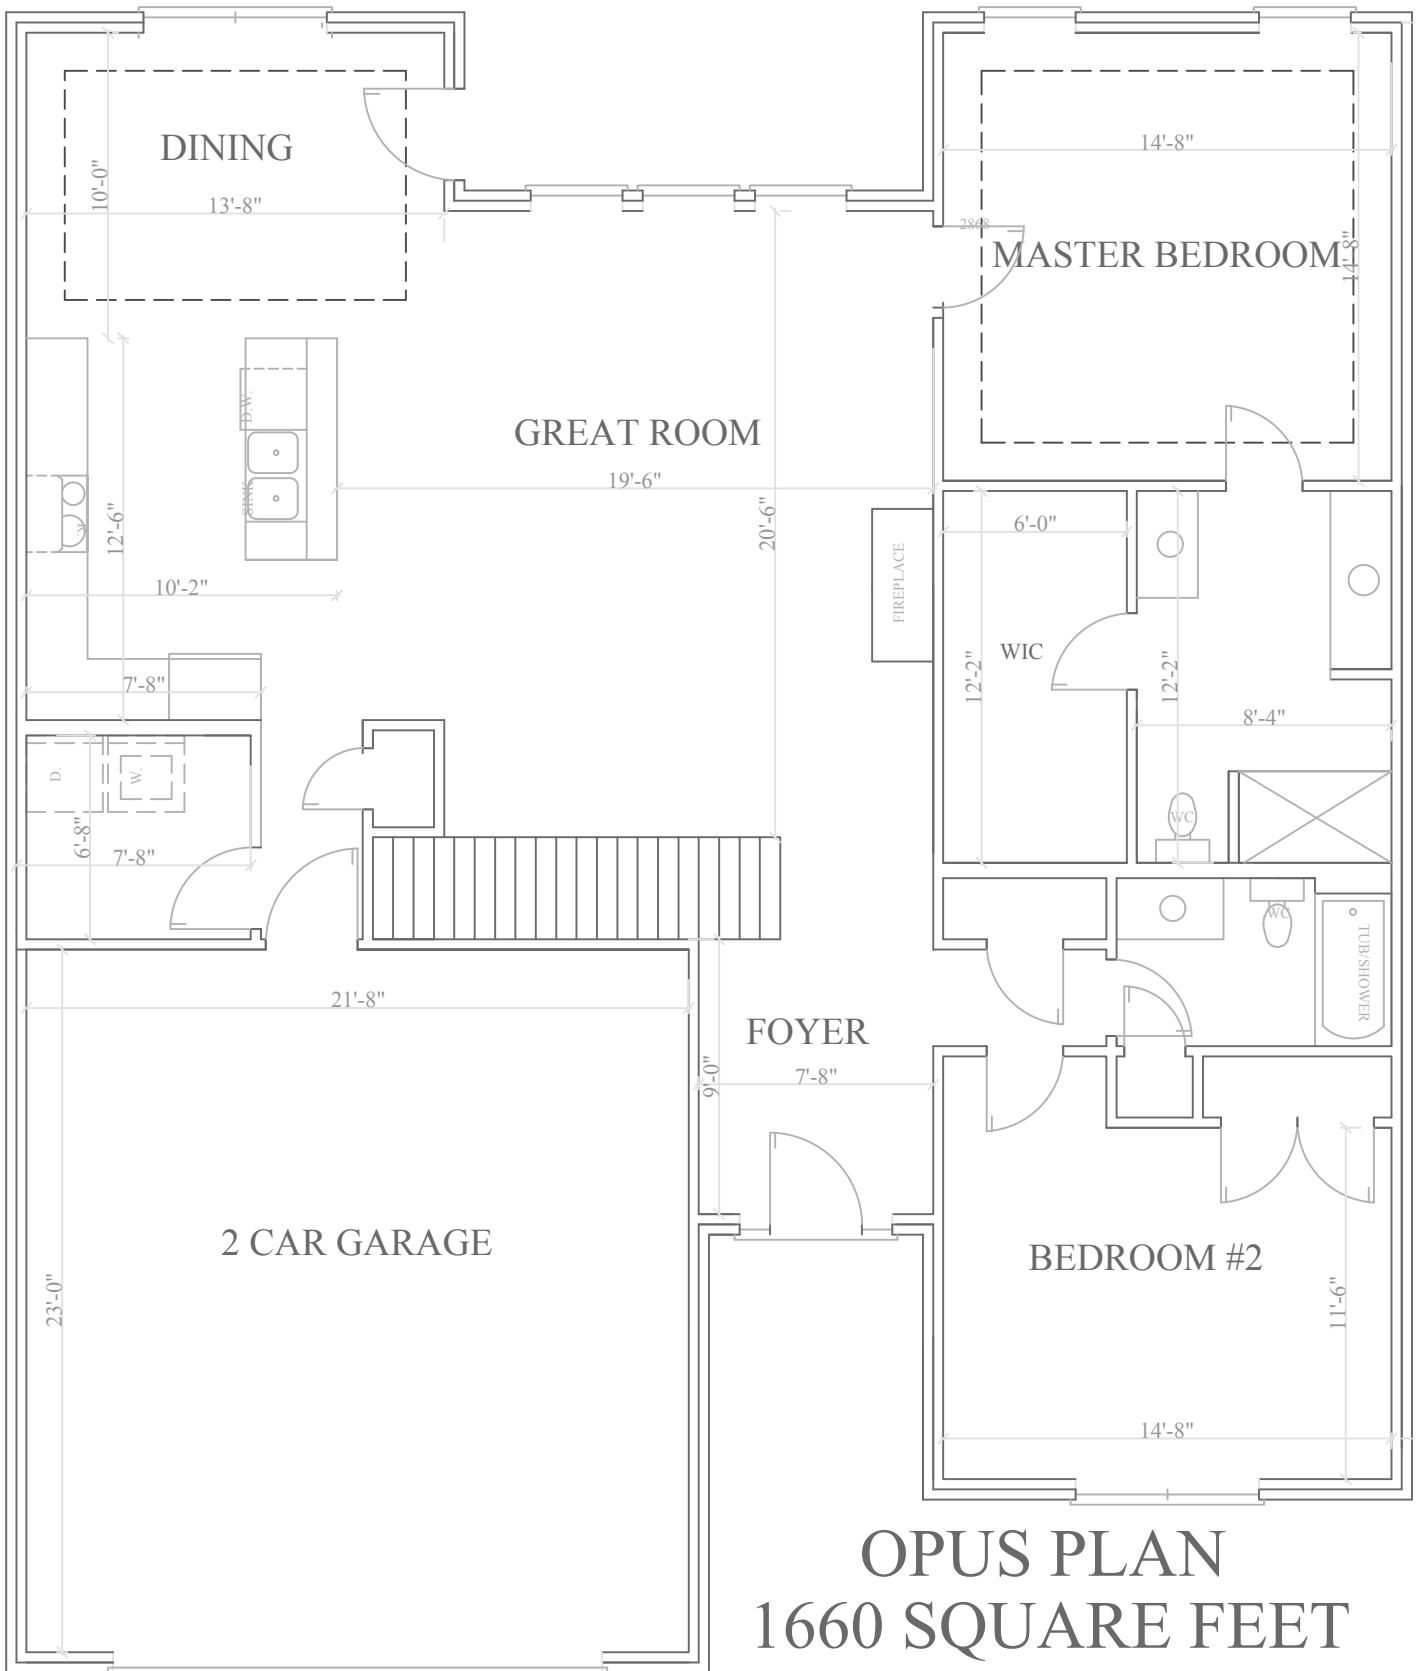 DINING
10'-0"
13'-8"
14'-8"
2868
MASTER BEDROOM
14'-8"
D.W.
GREAT ROOM
19'-6"
SINK
12'-6"
20'-6"
6'-0"
FIREPLACE
10'-2"
WIC
12'-2"
12'-2"
7'-8"
8'-4"
D.
W.
WC
6'-8"
7'-8"
WC
TUB/SHOWER
21'-8"
FOYER
9'-0"
7'-8"
2 CAR GARAGE
BEDROOM #2
23'-0"
11'-6"
14'-8"
OPUS PLAN
1660 SQUARE FEET